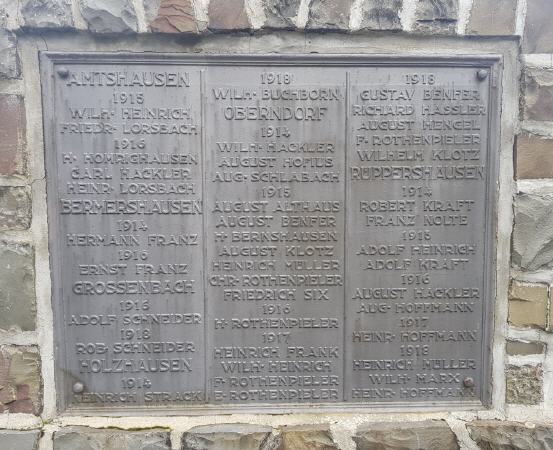 AMTSHAUSEN
1915
WILH· HEINRICH
FRIEDR· LORSBACH
1916
H· HOMRIGHAUSEN
CARL HACKLER
HEINR· LORSBACH
BERMERSHAUSEN
1914
HERMANN FRANZ
1916
ERNST FRANZ
GROSSENBACH
ADOLF SCHNEIDER
1918
ROB· SCHNEIDER
HOLZHAUSEN
1914
HEINRICH STRACK
1918
WILH· BUCHBORN
OBERNDORF
1914
WILH· HACKLER
AUGUST HOFIUS
AUG· SCHLABACH
1915
AUGUST ALTHAUS
AUGUST BENFER
H· BERNSHAUSEN
AUGUST KLOTZ
HEINRICH MÜLLER
CHR· ROTHENPIELER
FRIEDRICH SIX
1916
H· ROTHENPIELER
1917
HEINRICH FRANK
WILH· HEINRICH
F· ROTHENPIELER
E· ROTHENPIELER
1918
GUSTAV BENFER
RICHARD HÄSSLER
AUGUST HENGEL
F· ROTHENPIELER
WILHELM KLOTZ
RUPPERSHAUSEN
1914
ROBERT KRAFT
FRANZ NOLTE
1915
ADOLF HEINRICH
ADOLF KRAFT
1916
AUGUST HACKLER
AUG· HOFFMANN
1917
HEINR· HOFFMANN
1918
HEINRICH MÜLLER
WILH· MARX
HEINR· HOFFMANN